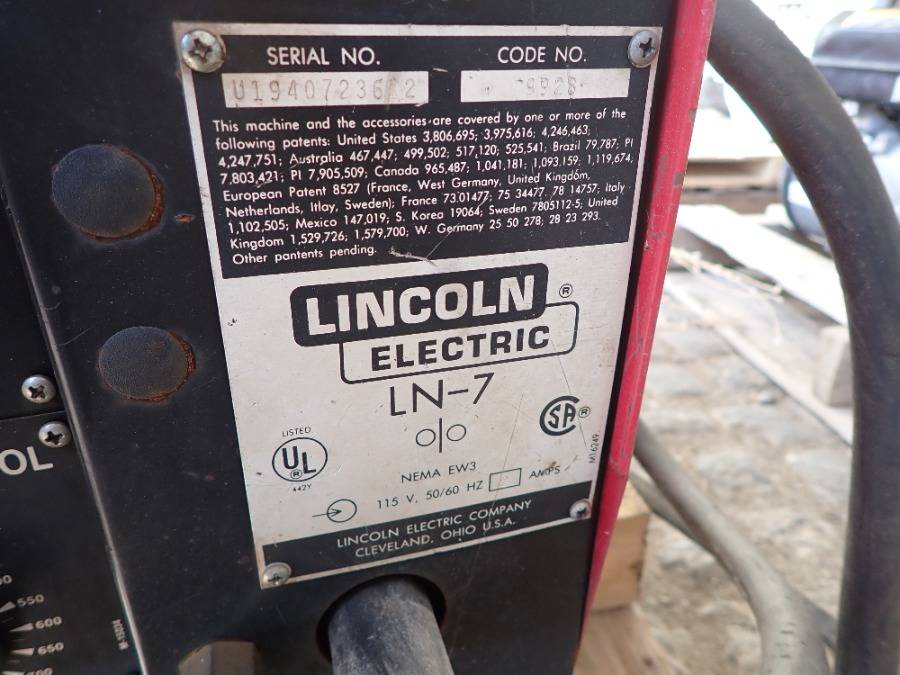 SERIAL NO. CODE NO.
9928
This machine and the accessories are covered by one or more of the
following patents: United States 3,806,695; 3,975,616; 4,246,463;
4,247,751; Australia 467,447; 499,502; 517,120; 525,541; Brazil 79,787; PI
7,803,421; PI 7,905,509; Canada 965,487; 1,041,181; 1,093,159; 1,119,674;
European Patent 8527 (France, West Germany, United Kingdom,
Netherlands, Itlay, Sweden); France 73.01477; 75 34477, 78 14757; Italy
1,102,505; Mexico 147,019; S. Korea 19064; Sweden 7805112-5; United
Kingdom 1,529,726; 1,579,700; W. Germany 25 50 278; 28 23 293.
Other pantents pending.
LINCOLN ®
ELECTRIC
LN-7
LISTED
UL ®
442Y
SA ®
NEMA EW3
115 V, 50/60 HZ AMPS
M16249
LINCOLN ELECTRIC COMPANY
CLEVELAND, OHIO U.S.A.
OL
550
600
650